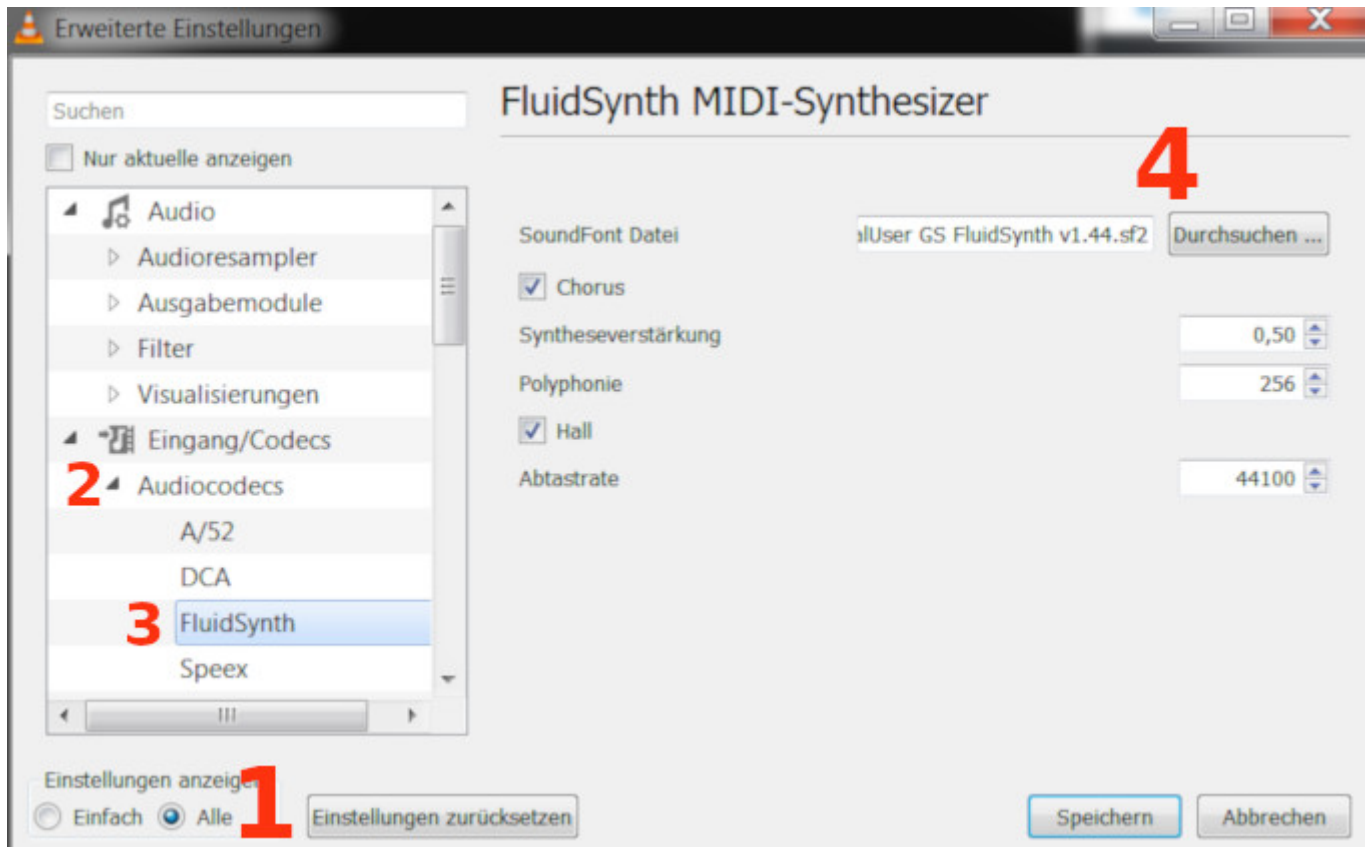 Erweiterte Einstellungen
Suchen
Nur aktuelle anzeigen
Audio
Audioresampler
Ausgabemodule
Filter
Visualisierungen
Eingang/Codecs
2 Audiocodecs
A/52
DCA
3 FluidSynth
Speex
FluidSynth MIDI-Synthesizer
4
SoundFont Datei alUser GS FluidSynth v1.44.sf2 Durchsuchen ...
Chorus
Syntheseverstärkung 0,50
Polyphonie 256
Hall
Abtastrate 44100
Einstellungen anzeige
Einfach Alle 1 Einstellungen zurücksetzen Speichern Abbrechen